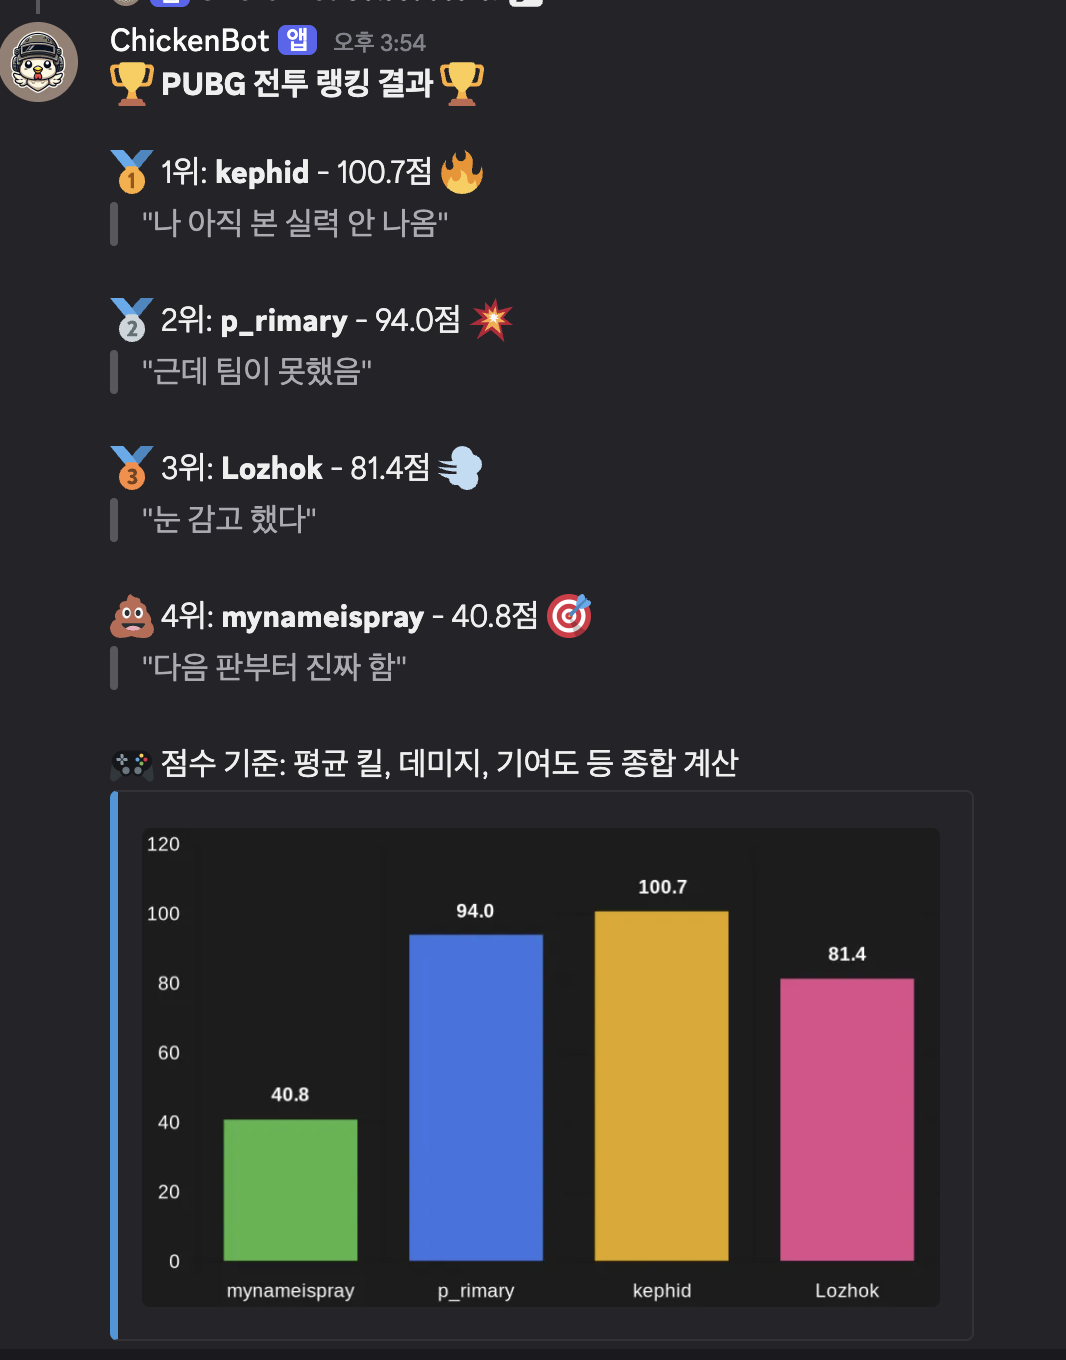 ChickenBot 앱 오후 3:54
🏆 PUBG 전투 랭킹 결과 🏆
🥇 1위: kephid - 100.7점 🔥
"나 아직 본 실력 안 나옴"
🥈 2위: p_rimary - 94.0점 💥
"근데 팀이 못했음"
🥉 3위: Lozhok - 81.4점 💨
"눈 감고 했다"
💩 4위: mynameispray - 40.8점 🎯
"다음 판부터 진짜 함"
🎮 점수 기준: 평균 킬, 데미지, 기여도 등 종합 계산
120
100
80
60
40
20
0
40.8
94.0
100.7
81.4
mynameispray
p_rimary
kephid
Lozhok